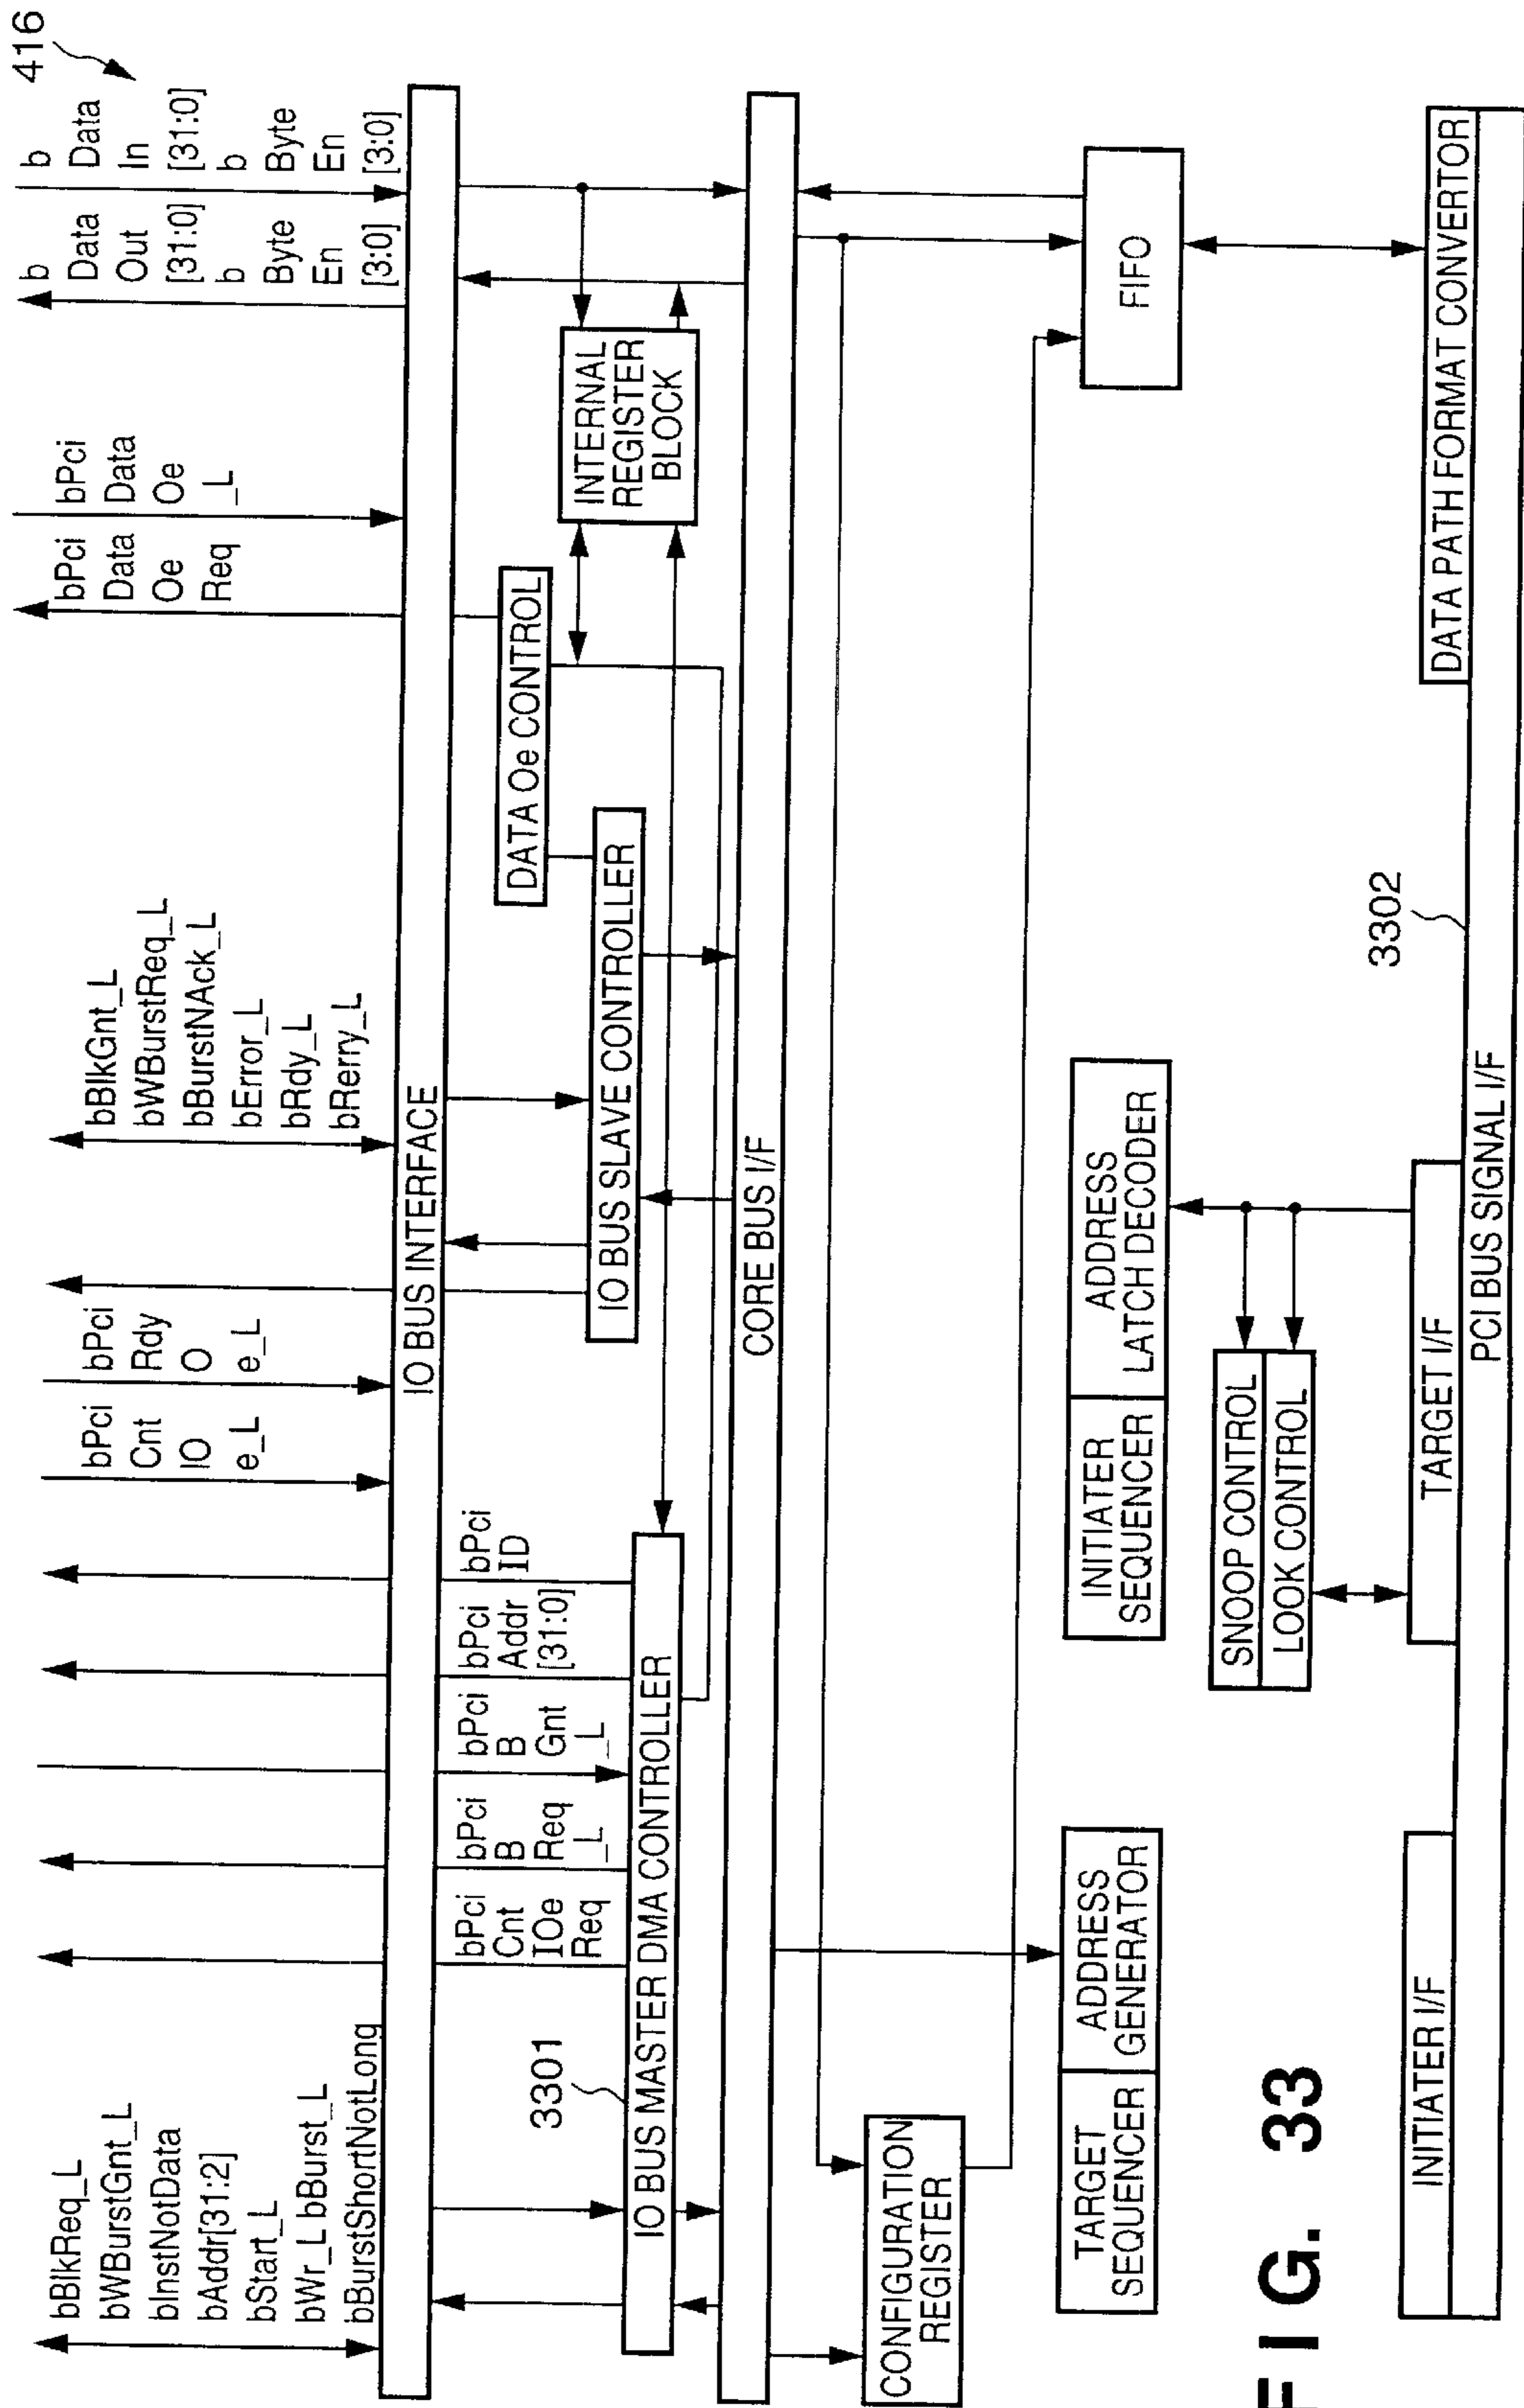 416
bBlkReq_L
bWBurstGnt_L
bInstNotData
bAddr[31:2]
bStart_L
bWr_L bBurst_L
bBurstShortNotLong
bPci
Cnt
IOe
Req
bPci
B
Req
_L
bPci
B
Gnt
_L
bPci
Addr
[31:0]
bPci
ID
bPci
Cnt
IO
e_L
bPci
Rdy
O
e_L
bBlkGnt_L
bWBurstReq_L
bBurstNAck_L
bError_L
bRdy_L
bRerry_L
bPci
Data
Oe
Req
bPci
Data
Oe
_L
b
Data
Out
[31:0]
b
Byte
En
[3:0]
b
Data
In
[31:0]
b
Byte
En
[3:0]
IO BUS INTERFACE
3301
IO BUS MASTER DMA CONTROLLER
IO BUS SLAVE CONTROLLER
DATA Oe CONTROL
INTERNAL
REGISTER
BLOCK
CORE BUS I/F
CONFIGURATION
REGISTER
TARGET
SEQUENCER
ADDRESS
GENERATOR
INITIATER
SEQUENCER
ADDRESS
LATCH DECODER
FIFO
SNOOP CONTROL
LOOK CONTROL
3302
INITIATER I/F
TARGET I/F
DATA PATH FORMAT CONVERTOR
PCI BUS SIGNAL I/F
FIG. 33